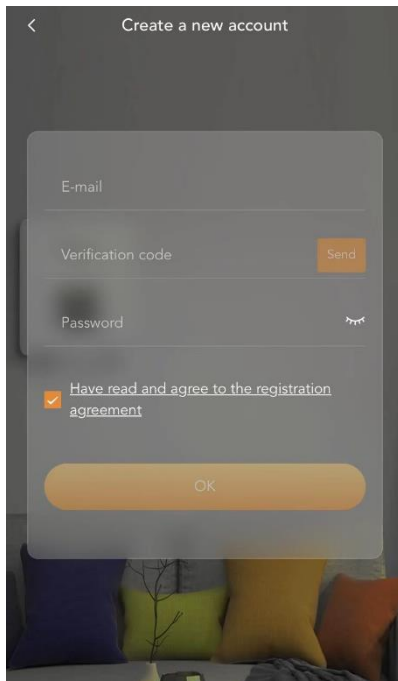 Create a new account
E-mail
Verification code
Send
Password
Have read and agree to the registration
agreement
OK